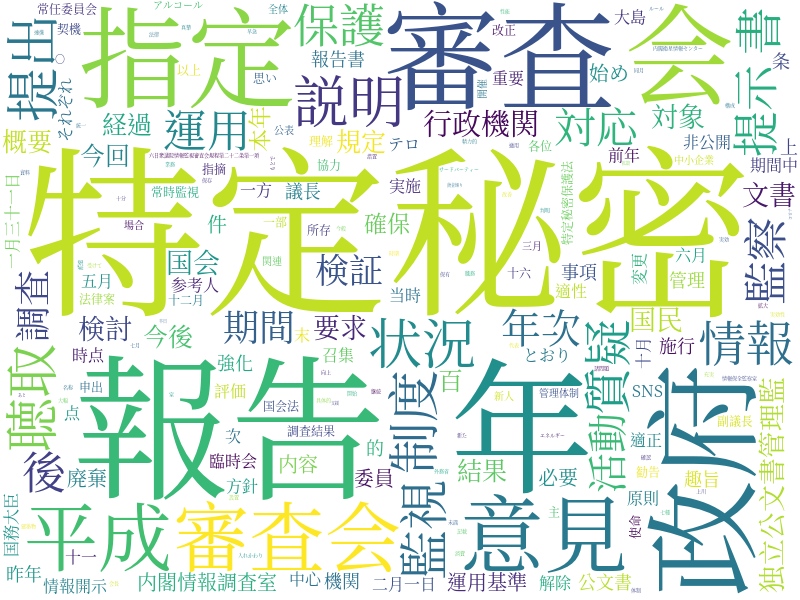 常任委員会
アルコール
全体
契機
提出
指定
保護
審査
会
書
大島
改正
報告書
思い
重要
始め
開催
条
それぞれ
以上
説明
行政機関
対応
対象
提示
概要
経過
運用
本年
公表
理解
規定
テロ
各位
非公開
上
今回
指摘
協力
前年
中小企業
期間中
一月三十一日
常時監視
一方
議長
実施
文書
特定秘密
場合
件
所存
確保
特定秘密保護法
監察
調査
国会
関連
検証
三月
事項
変更
六月
管理
五月
参考人
当時
十六
適性
法律案
十二月
検討
今後
期間
末
要求
状況
年次
国民
情報
とおり
十月
施行
時点
強化
召集
聴取
報告
年
質疑
活動
政府
評価
百
新人
管理体制
SNS
申出
国会法
制度
点
次
調査結果
適正
副議長
後
廃棄
臨時会
内容
的
委員
結果
必要
勧告
趣旨
方針
原則
独立公文書管理監
国務大臣
平成
審査会
監視
意見
主
使命
十一
昨年
情報開示
内閣情報調査室
中心
機関
二月一日
運用基準
解除
公文書
エネルギー